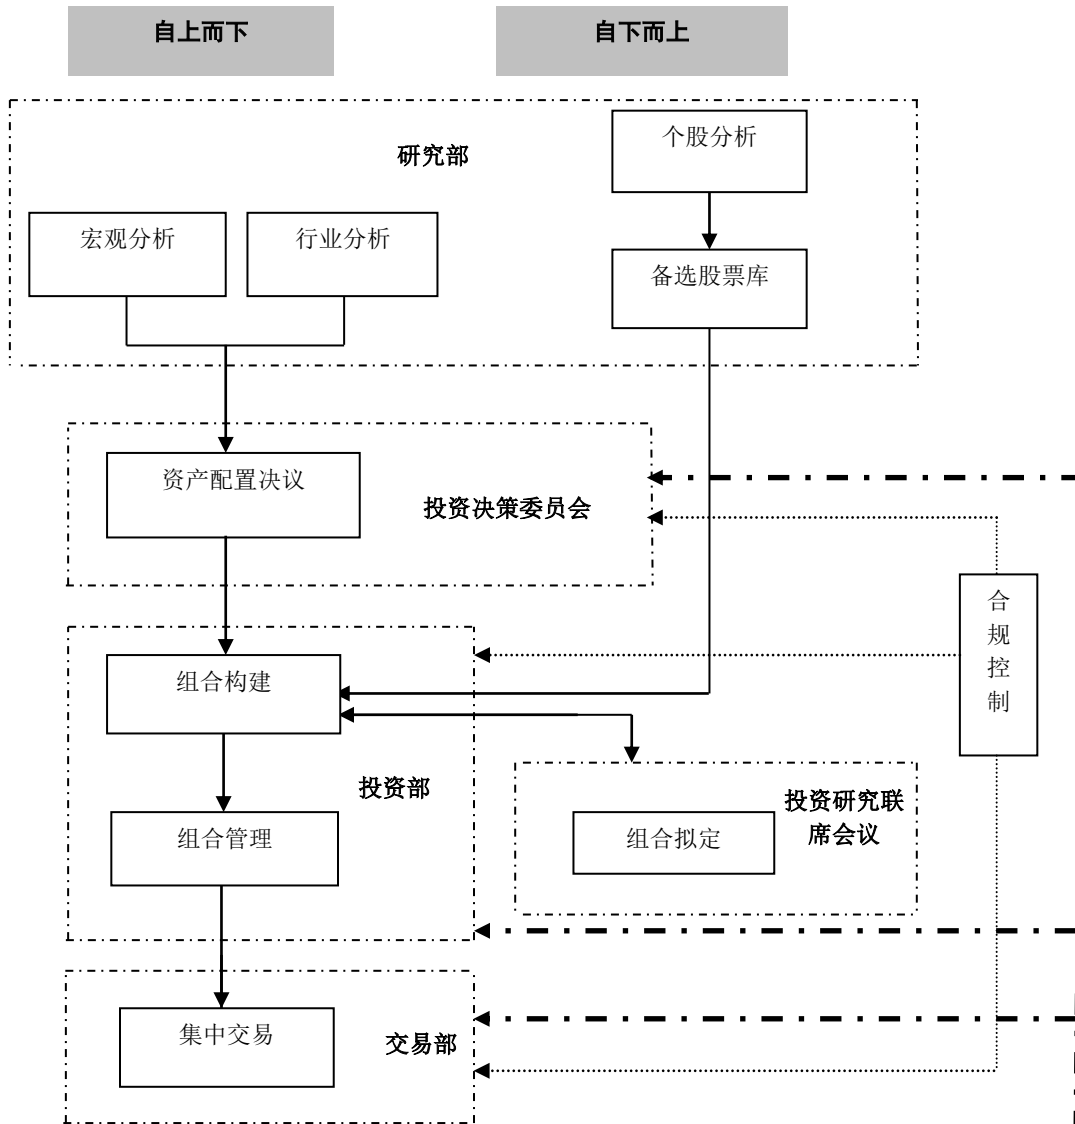 自上而下
自下而上
研究部
个股分析
宏观分析
行业分析
备选股票库
资产配置决议
投资决策委员会
合
规
控
制
组合构建
投资部
投资研究联
席会议
组合管理
组合拟定
集中交易
交易部